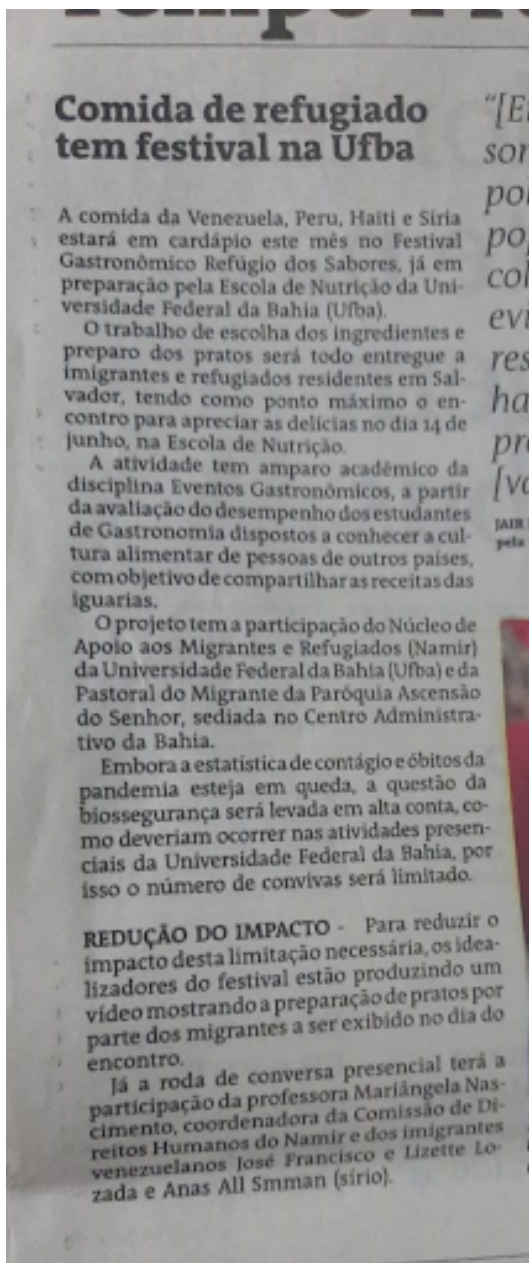 Comida de refugiado
tem festival na Ufba
A comida da Venezuela, Peru, Haiti e Síria
estará em cardápio este mês no Festival
Gastronômico Refúgio dos Sabores, já em
preparação pela Escola de Nutrição da Uni-
versidade Federal da Bahia (Ufba).
O trabalho de escolha dos ingredientes e
preparo dos pratos será todo entregue a
imigrantes e refugiados residentes em Sal-
vador, tendo como ponto máximo o en-
contro para apreciar as delícias no dia 14 de
junho, na Escola de Nutrição.
A atividade tem amparo acadêmico da
disciplina Eventos Gastronômicos, a partir
da avaliação do desempenho dos estudantes
de Gastronomia dispostos a conhecer a cul-
tura alimentar de pessoas de outros países,
com objetivo de compartilhar as receitas das
iguarias.
O projeto tem a participação do Núcleo de
Apoio aos Migrantes e Refugiados (Namir)
da Universidade Federal da Bahia (Ufba) e da
Pastoral do Migrante da Paróquia Ascensão
do Senhor, sediada no Centro Administra-
tivo da Bahia.
Embora a estatística de contágio e óbitos da
pandemia esteja em queda, a questão da
biossegurança será levada em alta conta, co-
mo deveriam ocorrer nas atividades presen-
ciais da Universidade Federal da Bahia, por
isso o número de convivas será limitado.
REDUÇÃO DO IMPACTO - Para reduzir o
impacto desta limitação necessária, os idea-
lizadores do festival estão produzindo um
vídeo mostrando a preparação de pratos por
parte dos migrantes a ser exibido no dia do
encontro.
Já a roda de conversa presencial terá a
participação da professora Mariângela Nas-
cimento, coordenadora da Comissão de Di-
reitos Humanos do Namir e dos imigrantes
venezuelanos José Francisco e Lizette Lo-
zada e Anas All Smman (sírio).
JAIR
pela